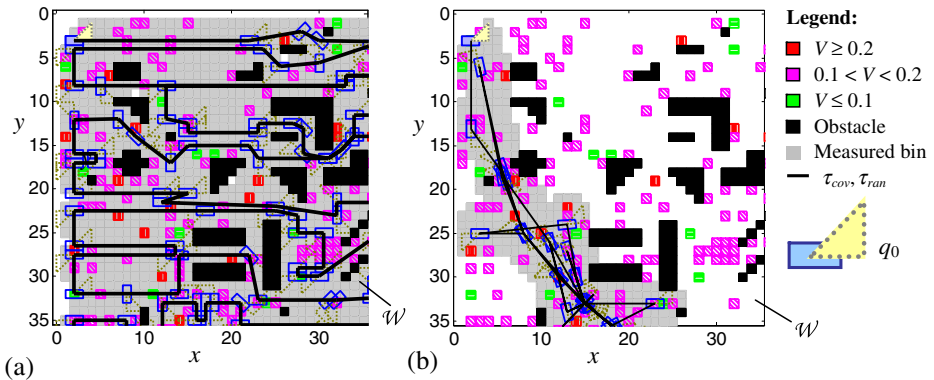 0
5
10
15
20
25
30
35
y
0 10 20 30
x
𝒲
(a)
0
5
10
15
20
25
30
35
y
0 10 20 30
x
𝒲
(b)
Legend:
V ≥ 0.2
0.1 < V < 0.2
V ≤ 0.1
Obstacle
Measured bin
τcov, τran
q0